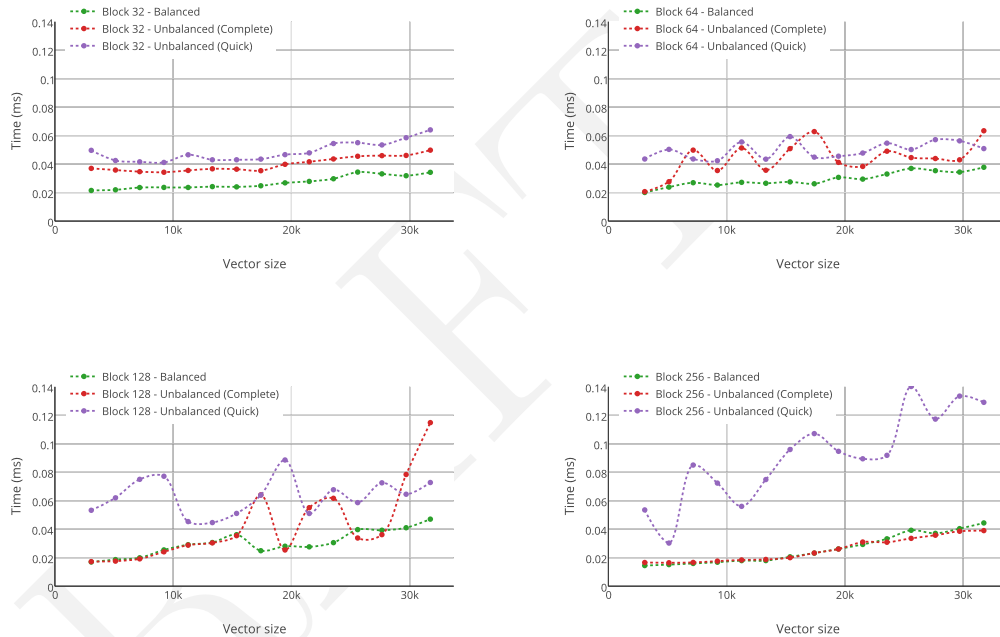 Block 32 - Balanced
Block 32 - Unbalanced (Complete)
Block 32 - Unbalanced (Quick)
0.14
0.12
0.1
0.08
0.06
0.04
0.02
0
Time (ms)
0
10k
20k
30k
Vector size
Block 64 - Balanced
Block 64 - Unbalanced (Complete)
Block 64 - Unbalanced (Quick)
0.14
0.12
0.1
0.08
0.06
0.04
0.02
0
Time (ms)
0
10k
20k
30k
Vector size
Block 128 - Balanced
Block 128 - Unbalanced (Complete)
Block 128 - Unbalanced (Quick)
0.14
0.12
0.1
0.08
0.06
0.04
0.02
0
Time (ms)
0
10k
20k
30k
Vector size
Block 256 - Balanced
Block 256 - Unbalanced (Complete)
Block 256 - Unbalanced (Quick)
0.14
0.12
0.1
0.08
0.06
0.04
0.02
0
Time (ms)
0
10k
20k
30k
Vector size